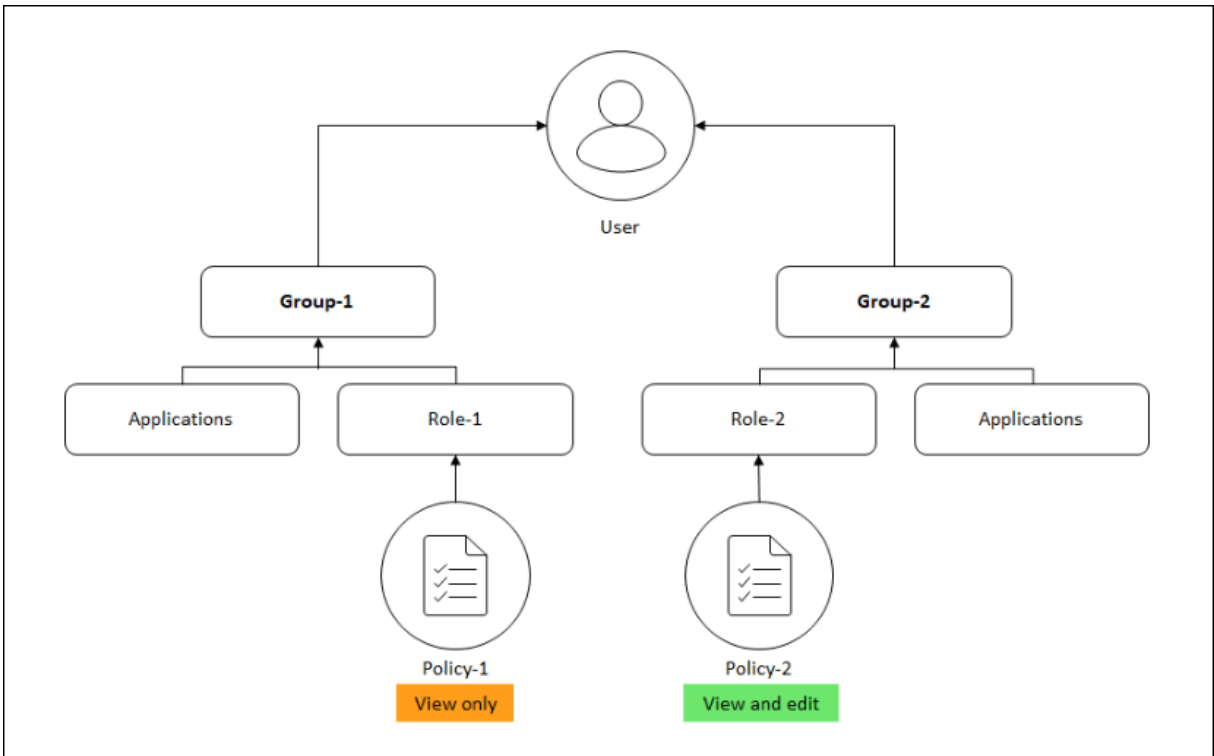 User
Group-1
Group-2
Applications
Role-1
Role-2
Applications
Policy-1
Policy-2
View only
View and edit